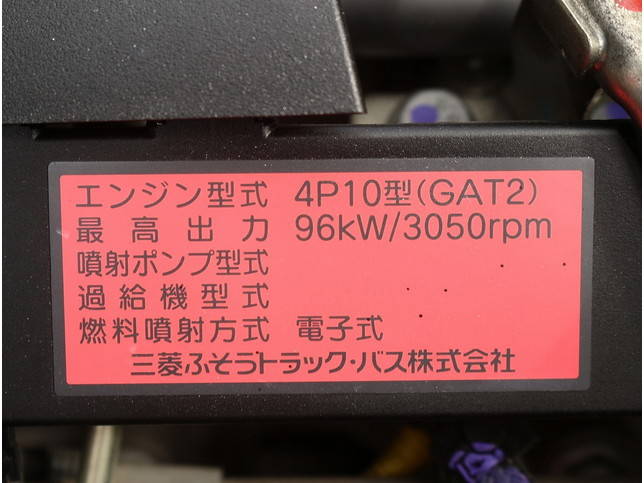 エンジン型式 4P10型(GAT2)
最高出力 96kW/3050rpm
噴射ポンプ型式
過給機型式
燃料噴射方式 電子式
三菱ふそうトラック・バス株式会社